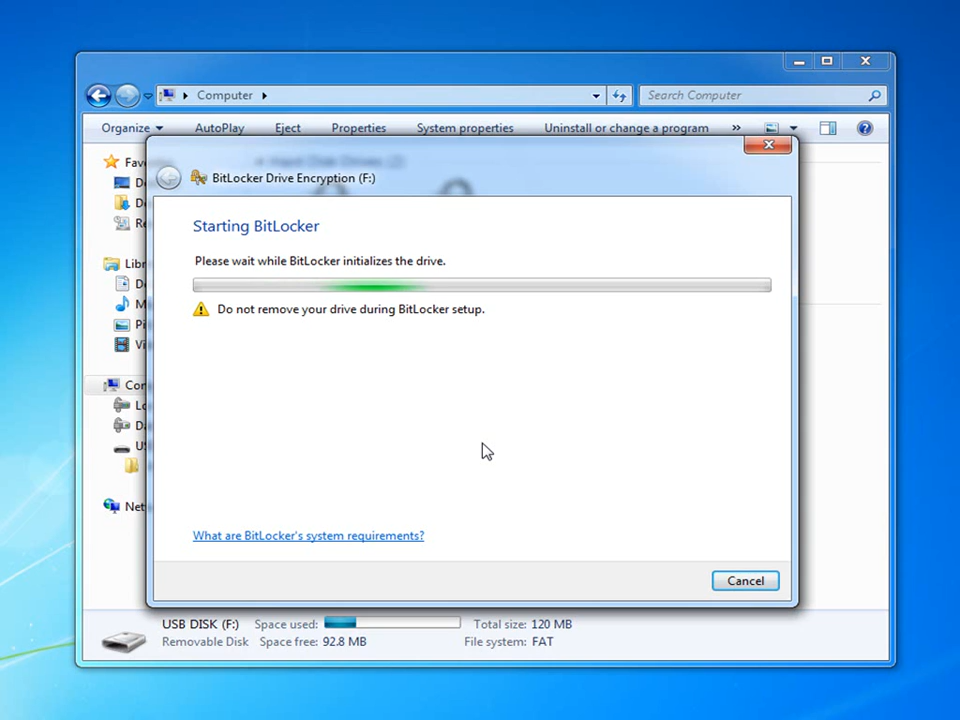 Computer
Search Computer
Organize AutoPlay Eject Properties System properties Uninstall or change a program »
BitLocker Drive Encryption (F:)
Starting BitLocker
Please wait while BitLocker initializes the drive.
Do not remove your drive during BitLocker setup.
What are BitLocker's system requirements?
Cancel
USB DISK (F:) Space used: Total size: 120 MB
Removable Disk Space free: 92.8 MB File system: FAT